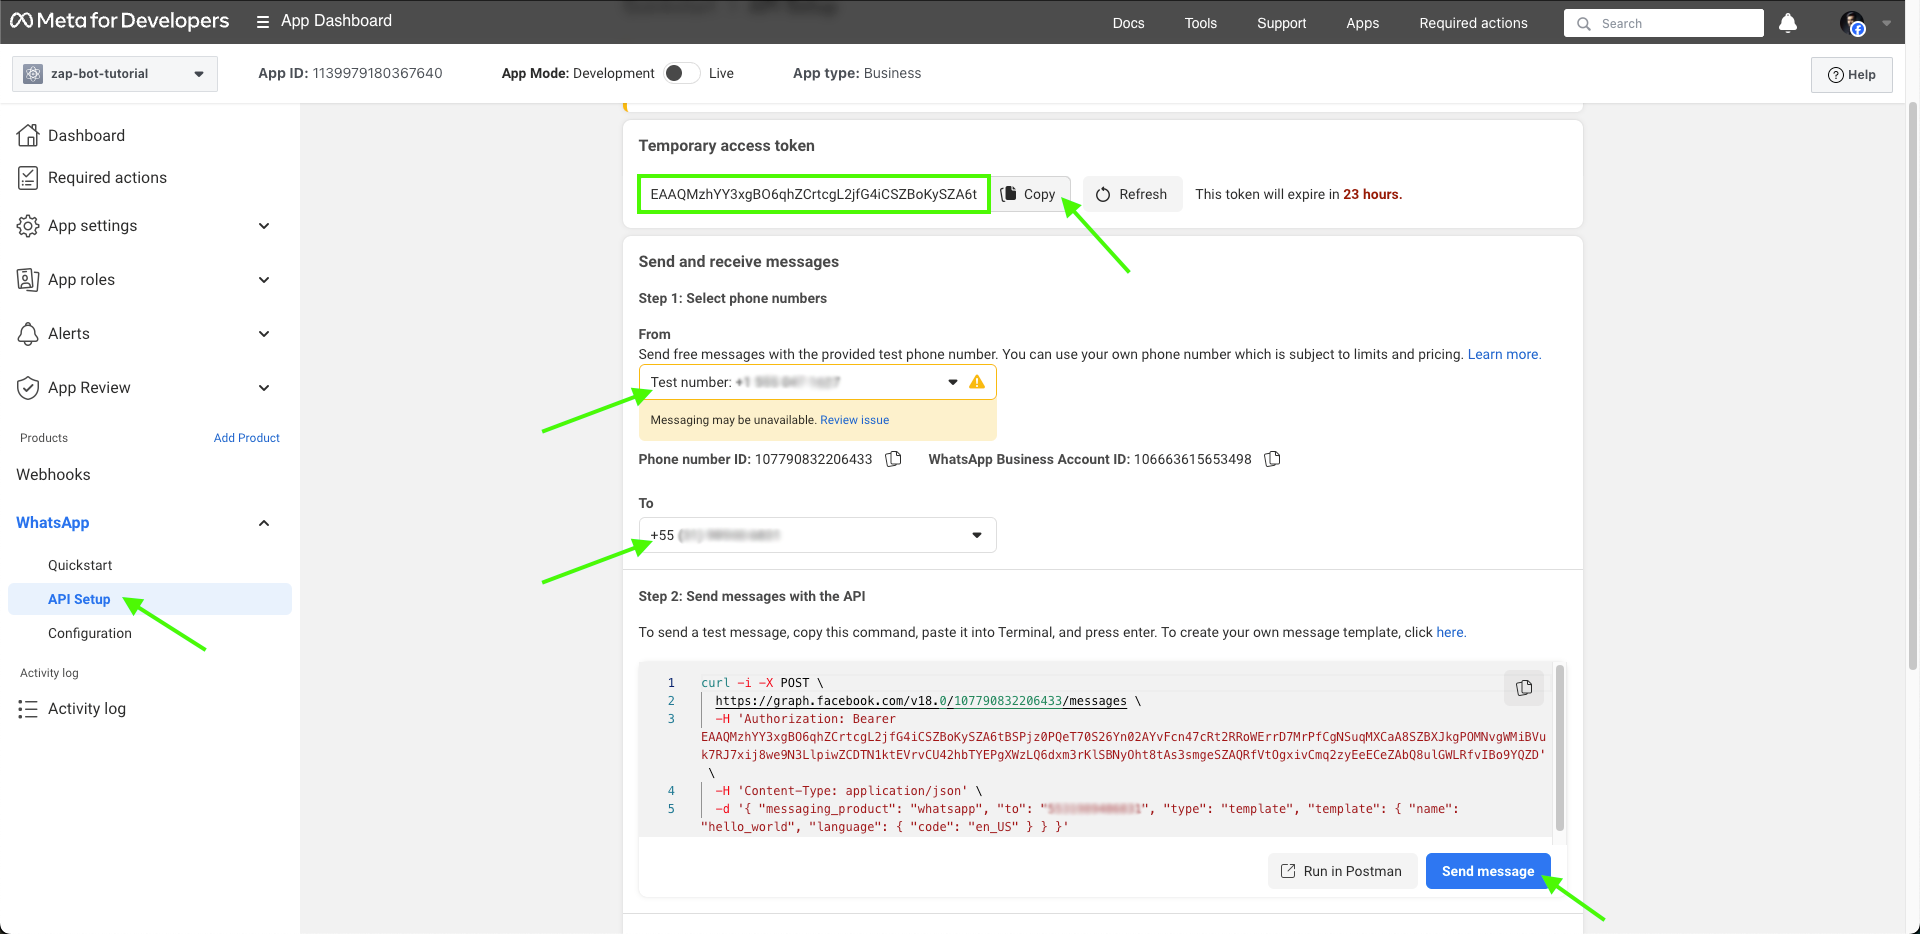 Meta for Developers
App Dashboard
Docs
Tools
Support
Apps
Required actions
Search
zap-bot-tutorial
App ID: 1139979180367640
App Mode: Development
Live
App type: Business
Help
Dashboard
Required actions
App settings
App roles
Alerts
App Review
Products
Add Product
Webhooks
WhatsApp
Quickstart
API Setup
Configuration
Activity log
Activity log
Temporary access token
EAAQMzhYY3xgBO6qhZCrtcgL2jfG4iCSZBoKySZA6t
Copy
Refresh
This token will expire in 23 hours.
Send and receive messages
Step 1: Select phone numbers
From
Send free messages with the provided test phone number. You can use your own phone number which is subject to limits and pricing. Learn more.
Test number:
Messaging may be unavailable. Review issue
Phone number ID: 107790832206433
WhatsApp Business Account ID: 106663615653498
To
+55
Step 2: Send messages with the API
To send a test message, copy this command, paste it into Terminal, and press enter. To create your own message template, click here.
1 curl -i -X POST \
2 https://graph.facebook.com/v18.0/107790832206433/messages \
3 -H 'Authorization: Bearer
EAAQMzhYY3xgBO6qhZCrtcgL2jfG4iCSZBoKySZA6tBSPjz0PQeT70S26Yn02AYvFcn47cRt2RRoWErrD7MrPfCgNSuqMXCaA8SZBXJkgPOMNvgWMiBVu
k7RJ7xij8we9N3LlpiwZCDTN1ktEVrvCU42hbTYEPgXWzLQ6dxm3rKlSBNyOht8tAs3smgeSZAQRfVtOgxivCmq2zyEeECeZAbQ8ulGWLRfvIBo9YQZD'
\
4 -H 'Content-Type: application/json' \
5 -d '{ "messaging_product": "whatsapp", "to": "", "type": "template", "template": { "name":
"hello_world", "language": { "code": "en_US" } } }'
Run in Postman
Send message